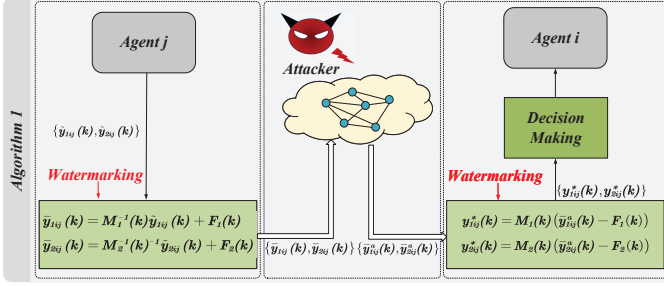 Algorithm 1
Agent j
{ỹ₁ᵢⱼ(k), ỹ₂ᵢⱼ(k)}
Watermarking
ȳ₁ᵢⱼ(k) = M₁⁻¹(k)ỹ₁ᵢⱼ(k) + F₁(k)
ȳ₂ᵢⱼ(k) = M₂⁻¹(k)⁻¹ỹ₂ᵢⱼ(k) + F₂(k)
Attacker
{ȳ₁ᵢⱼ(k), ȳ₂ᵢⱼ(k)} {ȳᵃ₁ᵢⱼ(k), ȳᵃ₂ᵢⱼ(k)}
Agent i
Decision
Making
{y*₁ᵢⱼ(k), y*₂ᵢⱼ(k)}
Watermarking
y*₁ᵢⱼ(k) = M₁(k)(ȳᵃ₁ᵢⱼ(k) − F₁(k))
y*₂ᵢⱼ(k) = M₂(k)(ȳᵃ₂ᵢⱼ(k) − F₂(k))